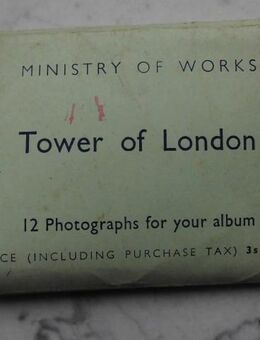 MINISTRY OF WORKS
Tower of London
12 Photographs for your album
CE (INCLUDING PURCHASE TAX) 3s